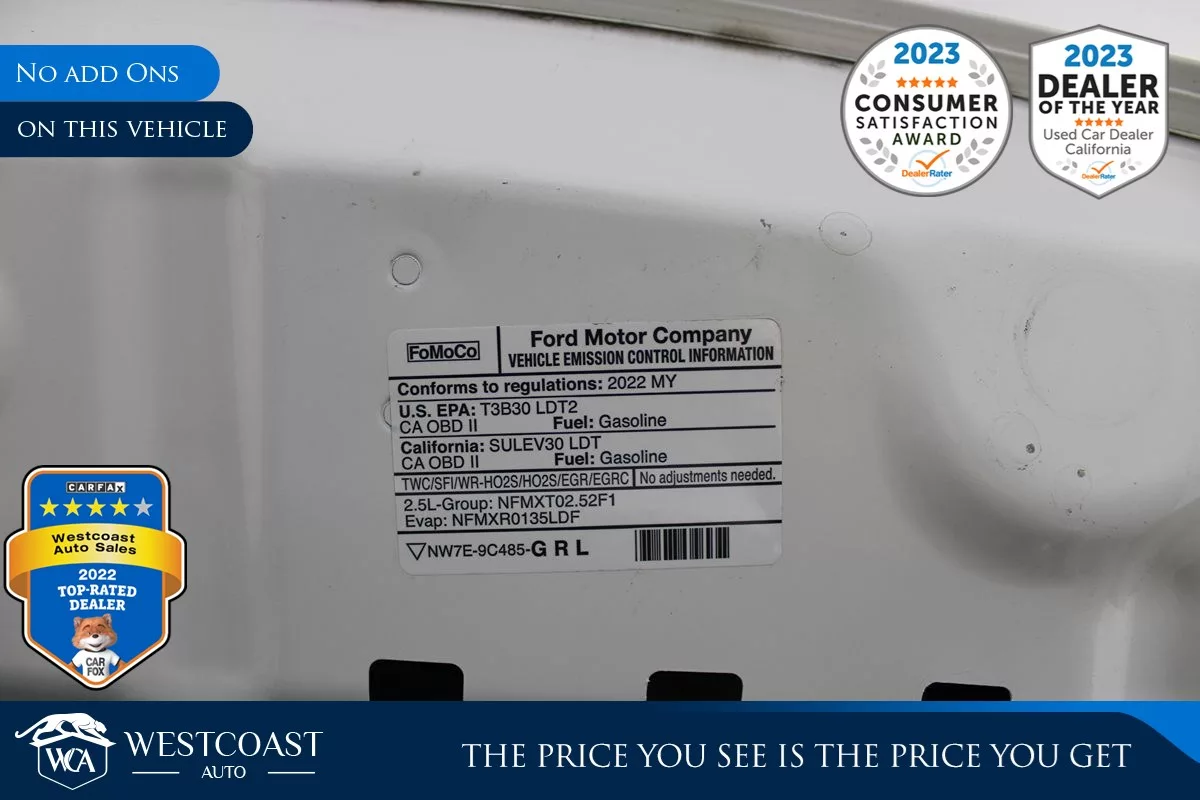 No add Ons
on this vehicle
2023
CONSUMER
SATISFACTION
AWARD
DealerRater
2023
DEALER
OF THE YEAR
Used Car Dealer
California
DealerRater
FoMoCo
Ford Motor Company
VEHICLE EMISSION CONTROL INFORMATION
Conforms to regulations: 2022 MY
U.S. EPA: T3B30 LDT2
CA OBD II Fuel: Gasoline
California: SULEV30 LDT
CA OBD II Fuel: Gasoline
TWC/SFI/WR-HO2S/HO2S/EGR/EGRC No adjustments needed.
2.5L-Group: NFMXT02.52F1
Evap: NFMXR0135LDF
NW7E-9C485-G R L
CARFAX
Westcoast
Auto Sales
2022
TOP-RATED
DEALER
CAR
FOX
WCA
WESTCOAST
AUTO
THE PRICE YOU SEE IS THE PRICE YOU GET